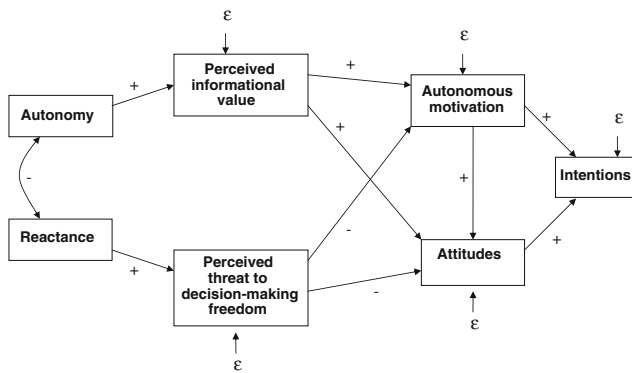 ε
Perceived
informational
value
+
+
Autonomy
+
-
Reactance
+
Perceived
threat to
decision-making
freedom
ε
-
-
ε
Autonomous
motivation
+
+
Attitudes
ε
+
ε
Intentions